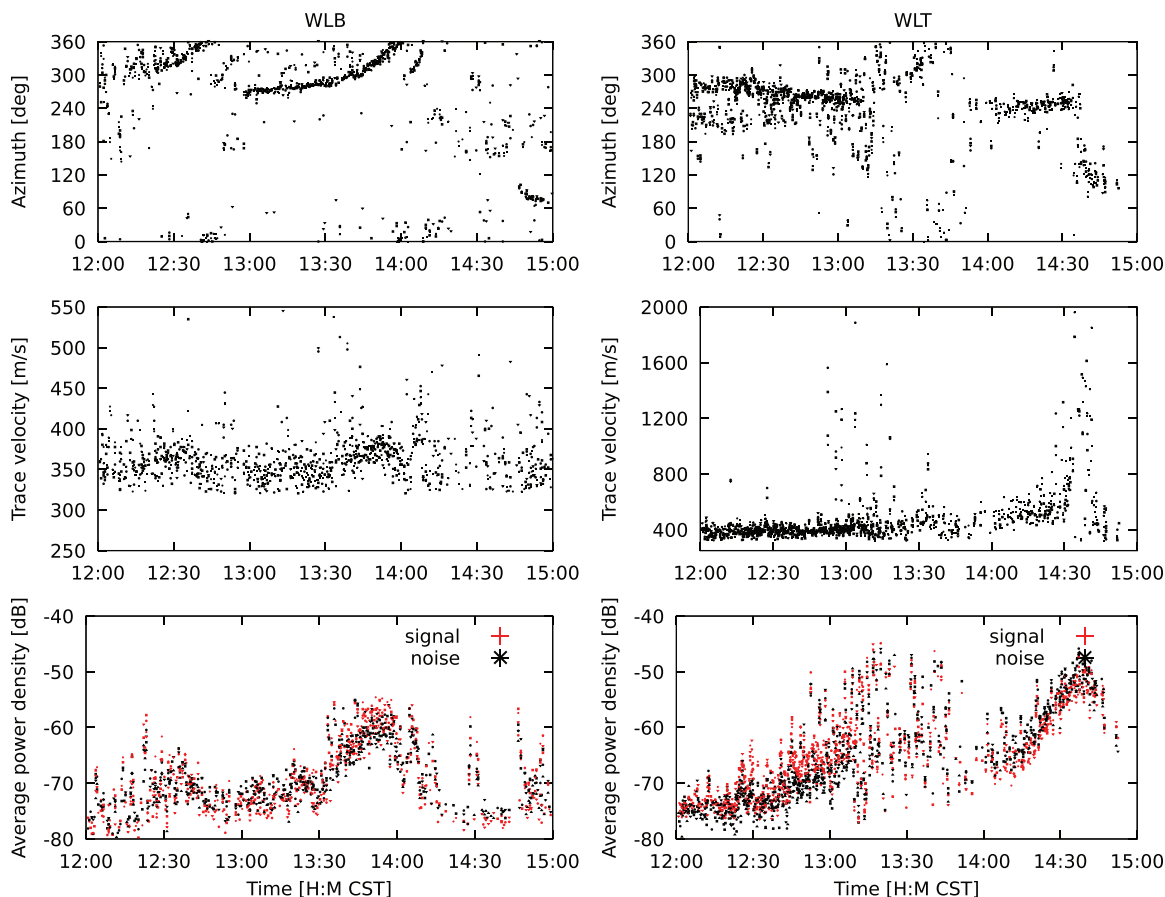 WLB
WLT
Azimuth [deg]
360
300
240
180
120
60
0
12:00 12:30 13:00 13:30 14:00 14:30 15:00
Azimuth [deg]
360
300
240
180
120
60
0
12:00 12:30 13:00 13:30 14:00 14:30 15:00
Trace velocity [m/s]
550
500
450
400
350
300
250
12:00 12:30 13:00 13:30 14:00 14:30 15:00
Trace velocity [m/s]
2000
1600
1200
800
400
12:00 12:30 13:00 13:30 14:00 14:30 15:00
Average power density [dB]
-40
-50
-60
-70
-80
signal
noise
12:00 12:30 13:00 13:30 14:00 14:30 15:00
Time [H:M CST]
Average power density [dB]
-40
-50
-60
-70
-80
signal
noise
12:00 12:30 13:00 13:30 14:00 14:30 15:00
Time [H:M CST]